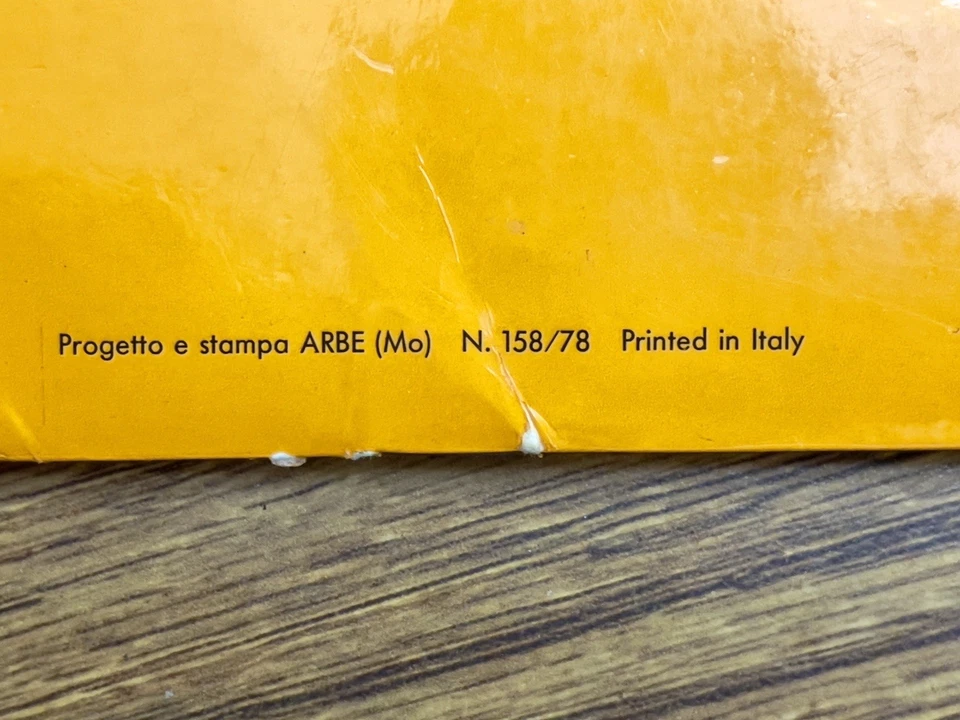 Progetto e stampa ARBE (Mo) N. 158/78 Printed in Italy